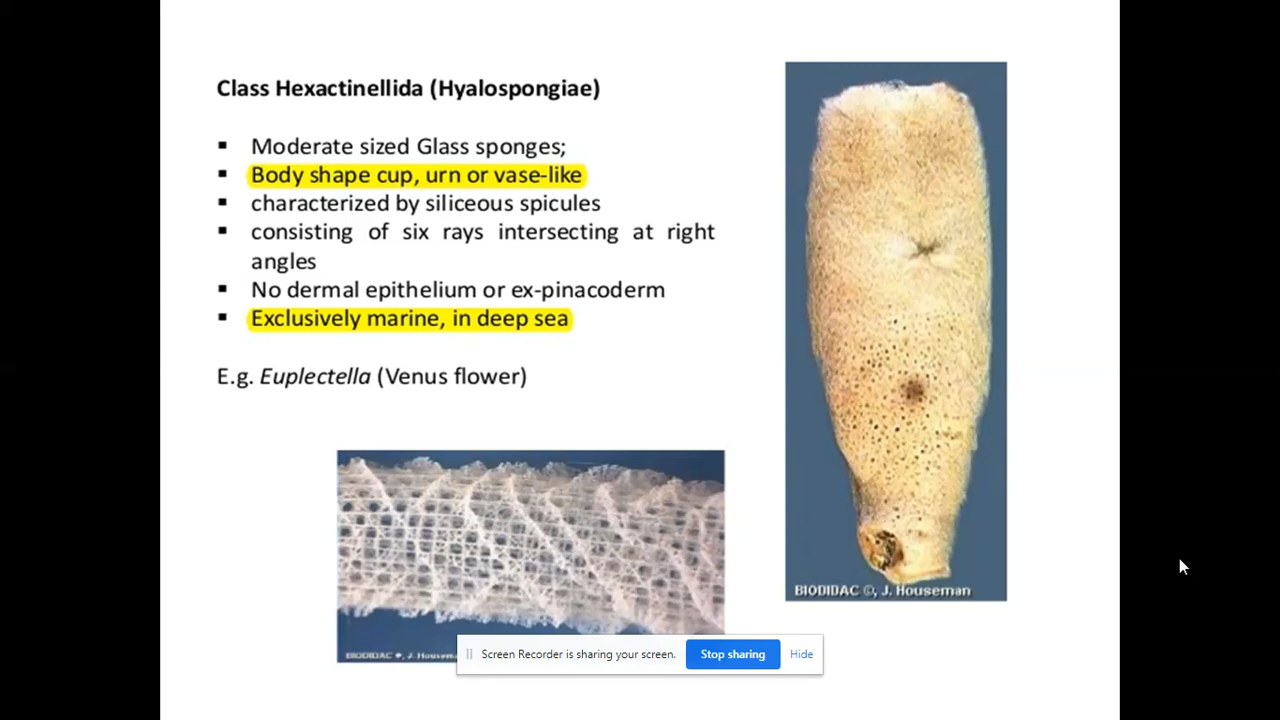 Class Hexactinellida (Hyalospongiae)
▪ Moderate sized Glass sponges;
▪ Body shape cup, urn or vase-like
▪ characterized by siliceous spicules
▪ consisting of six rays intersecting at right
angles
▪ No dermal epithelium or ex-pinacoderm
▪ Exclusively marine, in deep sea
E.g. Euplectella (Venus flower)
BIODIDAC ©, J. Houseman
BIODIDAC ©, J. Housem
Screen Recorder is sharing your screen.
Stop sharing
Hide